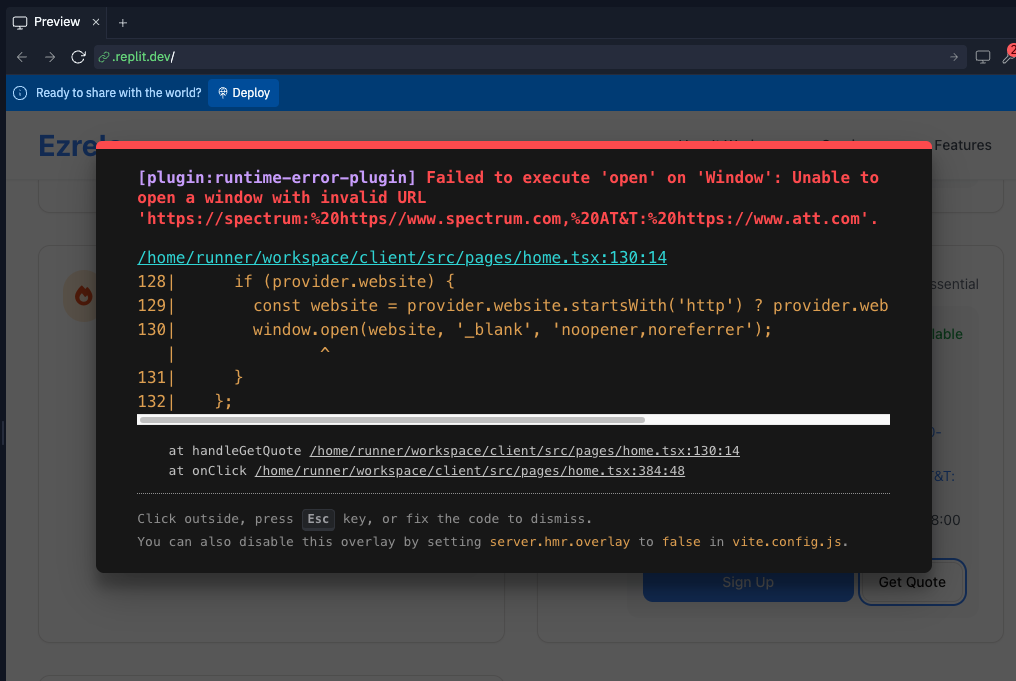 Preview
.replit.dev/
2
Ready to share with the world? Deploy
Features
[plugin:runtime-error-plugin] Failed to execute 'open' on 'Window': Unable to
open a window with invalid URL
'https://spectrum:%20https//www.spectrum.com,%20AT&T:%20https://www.att.com'.
/home/runner/workspace/client/src/pages/home.tsx:130:14
128| if (provider.website) {
129| const website = provider.website.startsWith('http') ? provider.web
130| window.open(website, '_blank', 'noopener,noreferrer');
| ^
131| }
132| };
at handleGetQuote /home/runner/workspace/client/src/pages/home.tsx:130:14
at onClick /home/runner/workspace/client/src/pages/home.tsx:384:48
Click outside, press Esc key, or fix the code to dismiss.
You can also disable this overlay by setting server.hmr.overlay to false in vite.config.js.
T&T:
8:00
Sign Up Get Quote